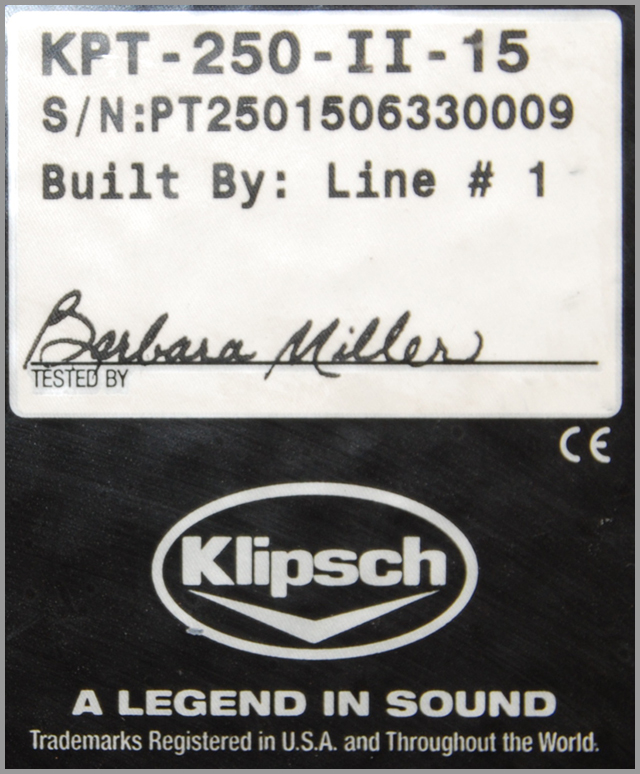 KPT-250-II-15
S/N:PT2501506330009
Built By: Line # 1
Barbara Miller
TESTED BY
CE
Klipsch
A LEGEND IN SOUND
Trademarks Registered in U.S.A. and Throughout the World.